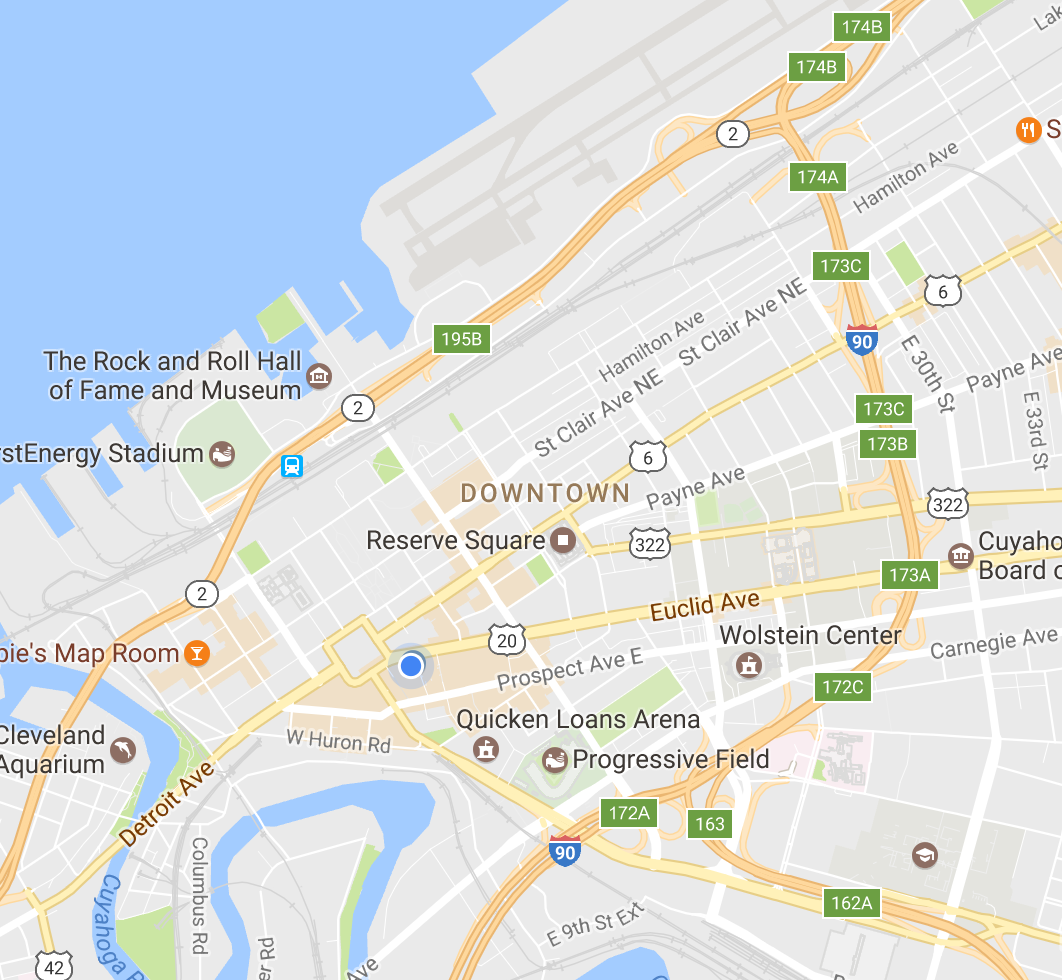 174B
Lak
174B
2
S
174A
Hamilton Ave
173C
6
195B
Hamilton Ave
St Clair Ave NE
90
E 30th St
The Rock and Roll Hall
of Fame and Museum
Payne Ave
2
St Clair Ave NE
173C
E 33rd St
173B
rstEnergy Stadium
6
DOWNTOWN
Payne Ave
322
Reserve Square
322
Cuyaho
Board o
173A
2
Euclid Ave
20
Wolstein Center
Carnegie Ave
bie's Map Room
Prospect Ave E
172C
Quicken Loans Arena
Cleveland
Aquarium
W Huron Rd
Progressive Field
Detroit Ave
172A
163
90
Columbus Rd
Cuyahoga R
162A
E 9th St Ext
er Rd
Ave
42